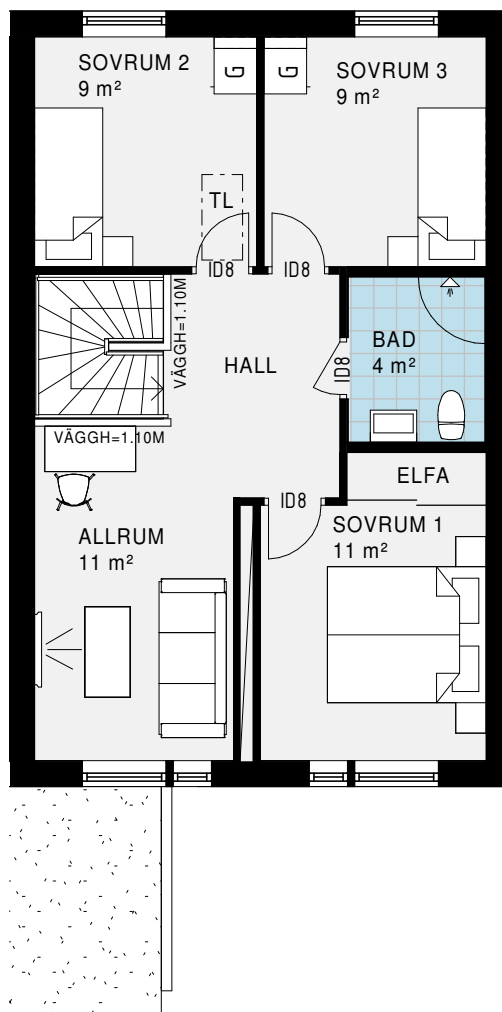 SOVRUM 2
9 m²
G
G
SOVRUM 3
9 m²
TL
ID8
ID8
VÄGGH=1.10M
HALL
ID8
BAD
4 m²
VÄGGH=1.10M
ELFA
ID8
ALLRUM
11 m²
SOVRUM 1
11 m²